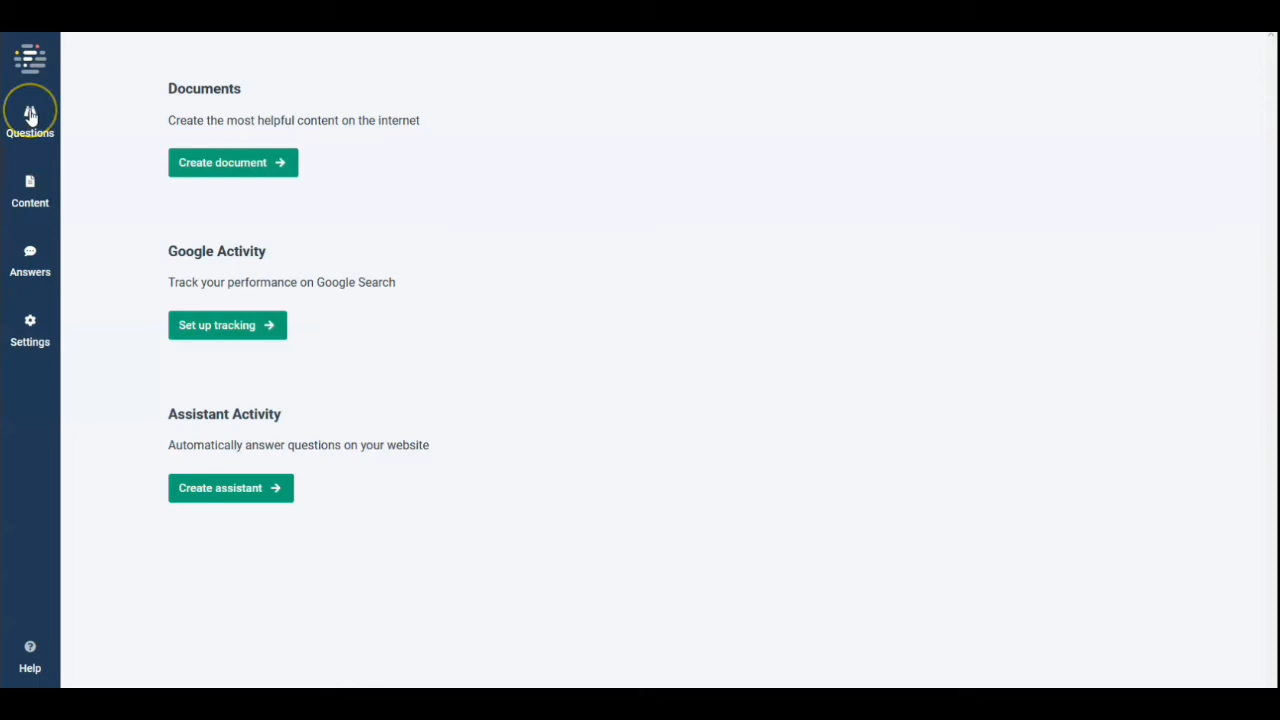 Questions
Content
Answers
Settings
Help
Documents
Create the most helpful content on the internet
Create document
Google Activity
Track your performance on Google Search
Set up tracking
Assistant Activity
Automatically answer questions on your website
Create assistant